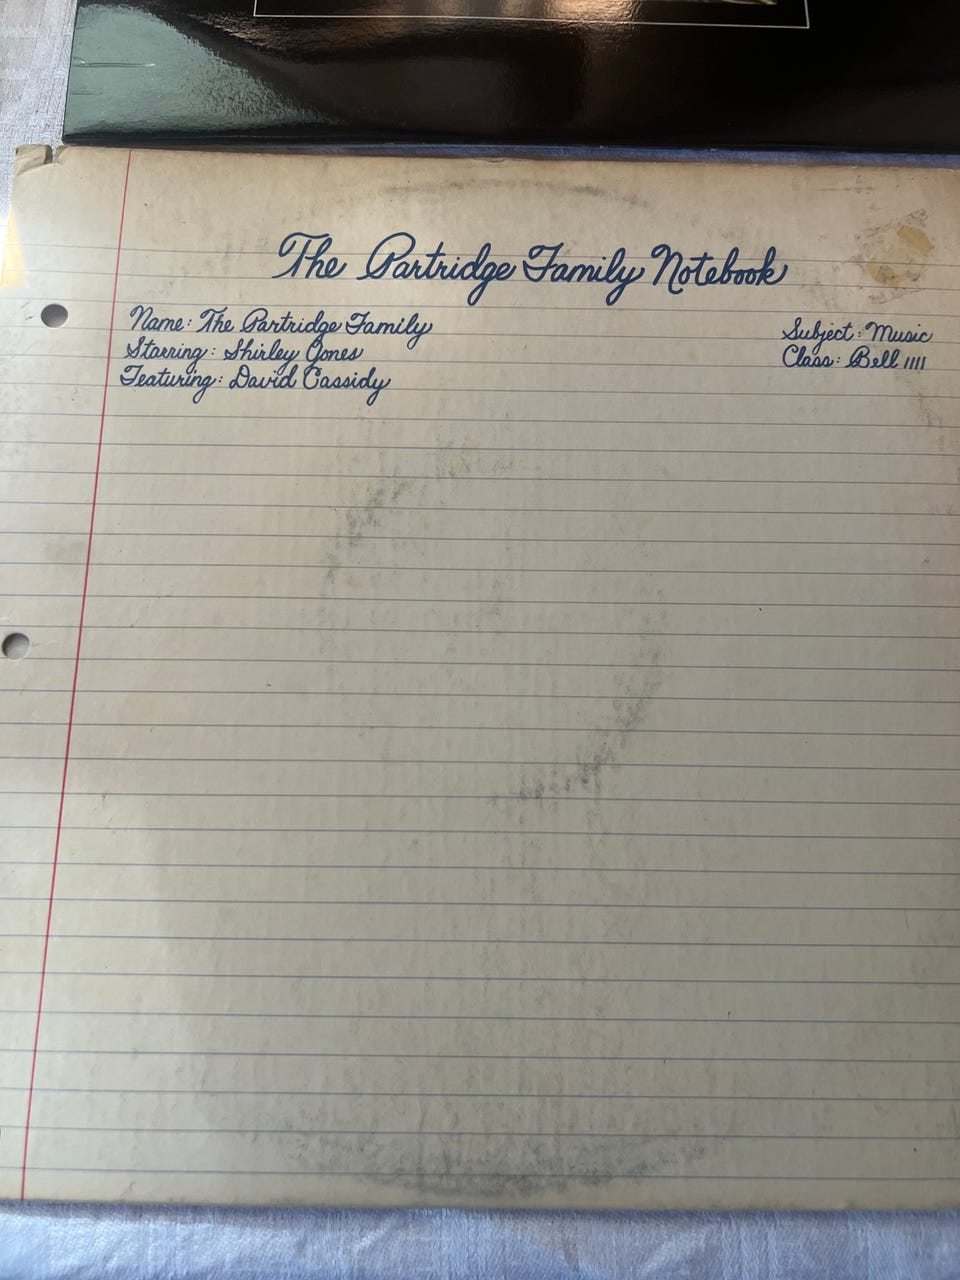 The Partridge Family Notebook
Name: The Partridge Family
Starring: Shirley Jones
Featuring: David Cassidy
Subject: Music
Class: Bell 1111